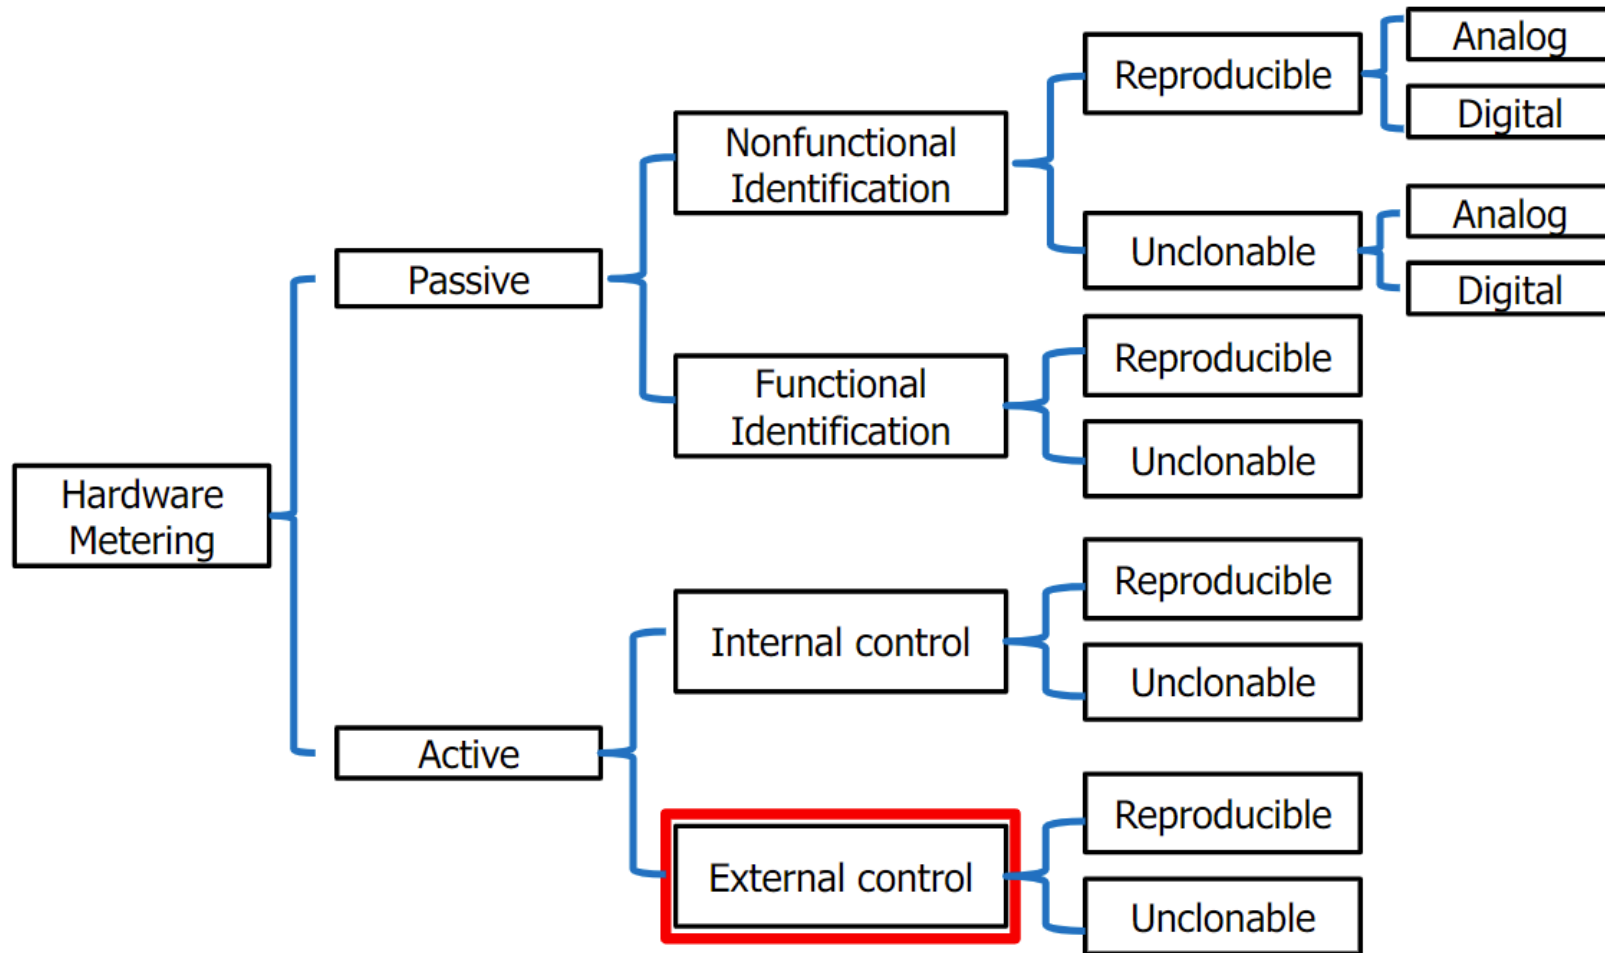 Hardware
Metering
Passive
Nonfunctional
Identification
Reproducible
Analog
Digital
Unclonable
Analog
Digital
Functional
Identification
Reproducible
Unclonable
Active
Internal control
Reproducible
Unclonable
External control
Reproducible
Unclonable